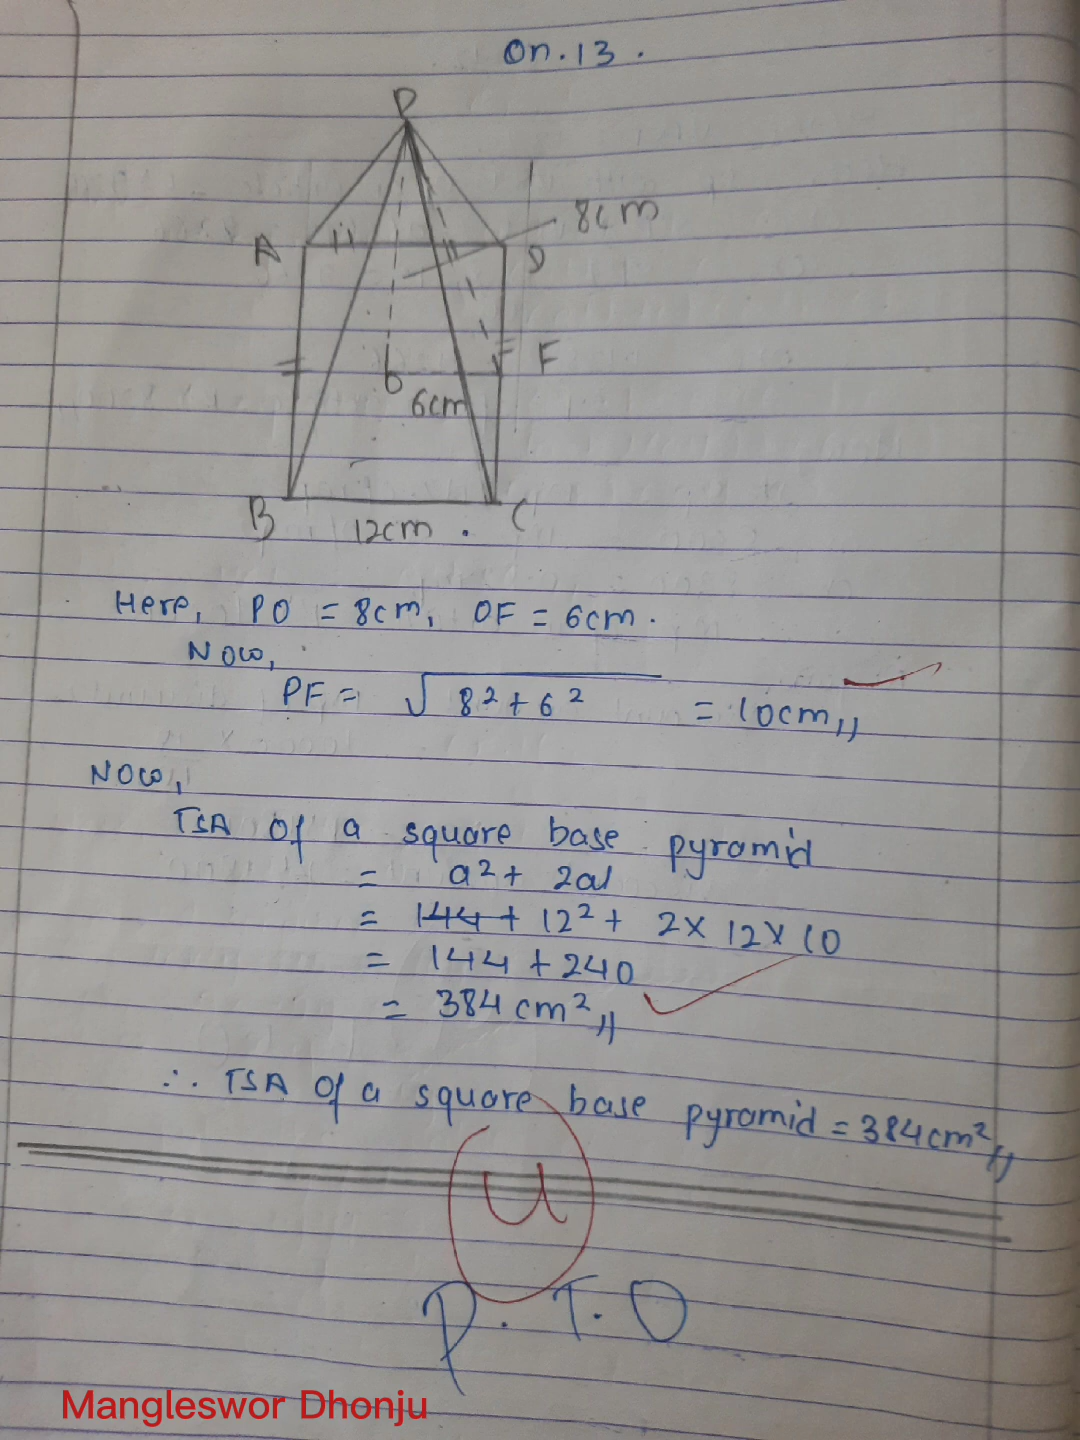 On.13.
P
8cm
A
D
F
O
6cm
B
C
12cm.
Here, PO = 8cm, OF = 6cm.
Now,
PF = √8²+6² = 10cm,,
Now,
TSA Of a square base pyramid
= a² + 2al
= 144 + 12² + 2×12×10
= 144 + 240
= 384 cm²,,
∴ TSA Of a square base pyramid = 384cm²,,
P.T.O
Mangleswor Dhonju